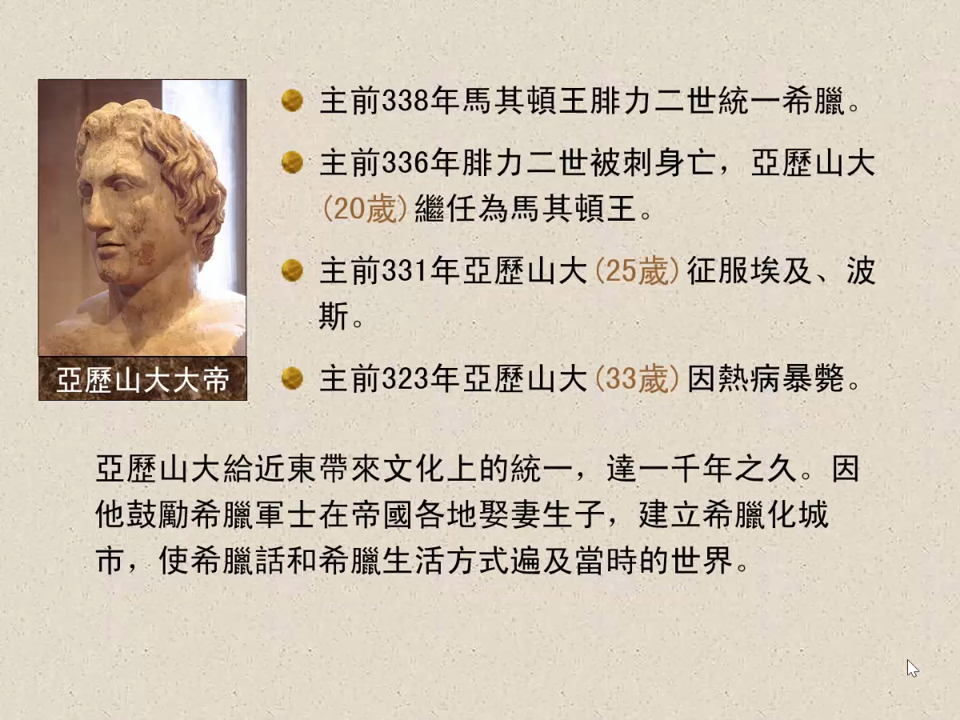 主前338年馬其頓王腓力二世統一希臘。
主前336年腓力二世被刺身亡，亞歷山大
(20歲)繼任為馬其頓王。
主前331年亞歷山大(25歲)征服埃及、波
斯。
主前323年亞歷山大(33歲)因熱病暴斃。
亞歷山大大帝
亞歷山大給近東帶來文化上的統一，達一千年之久。因
他鼓勵希臘軍士在帝國各地娶妻生子，建立希臘化城
市，使希臘話和希臘生活方式遍及當時的世界。